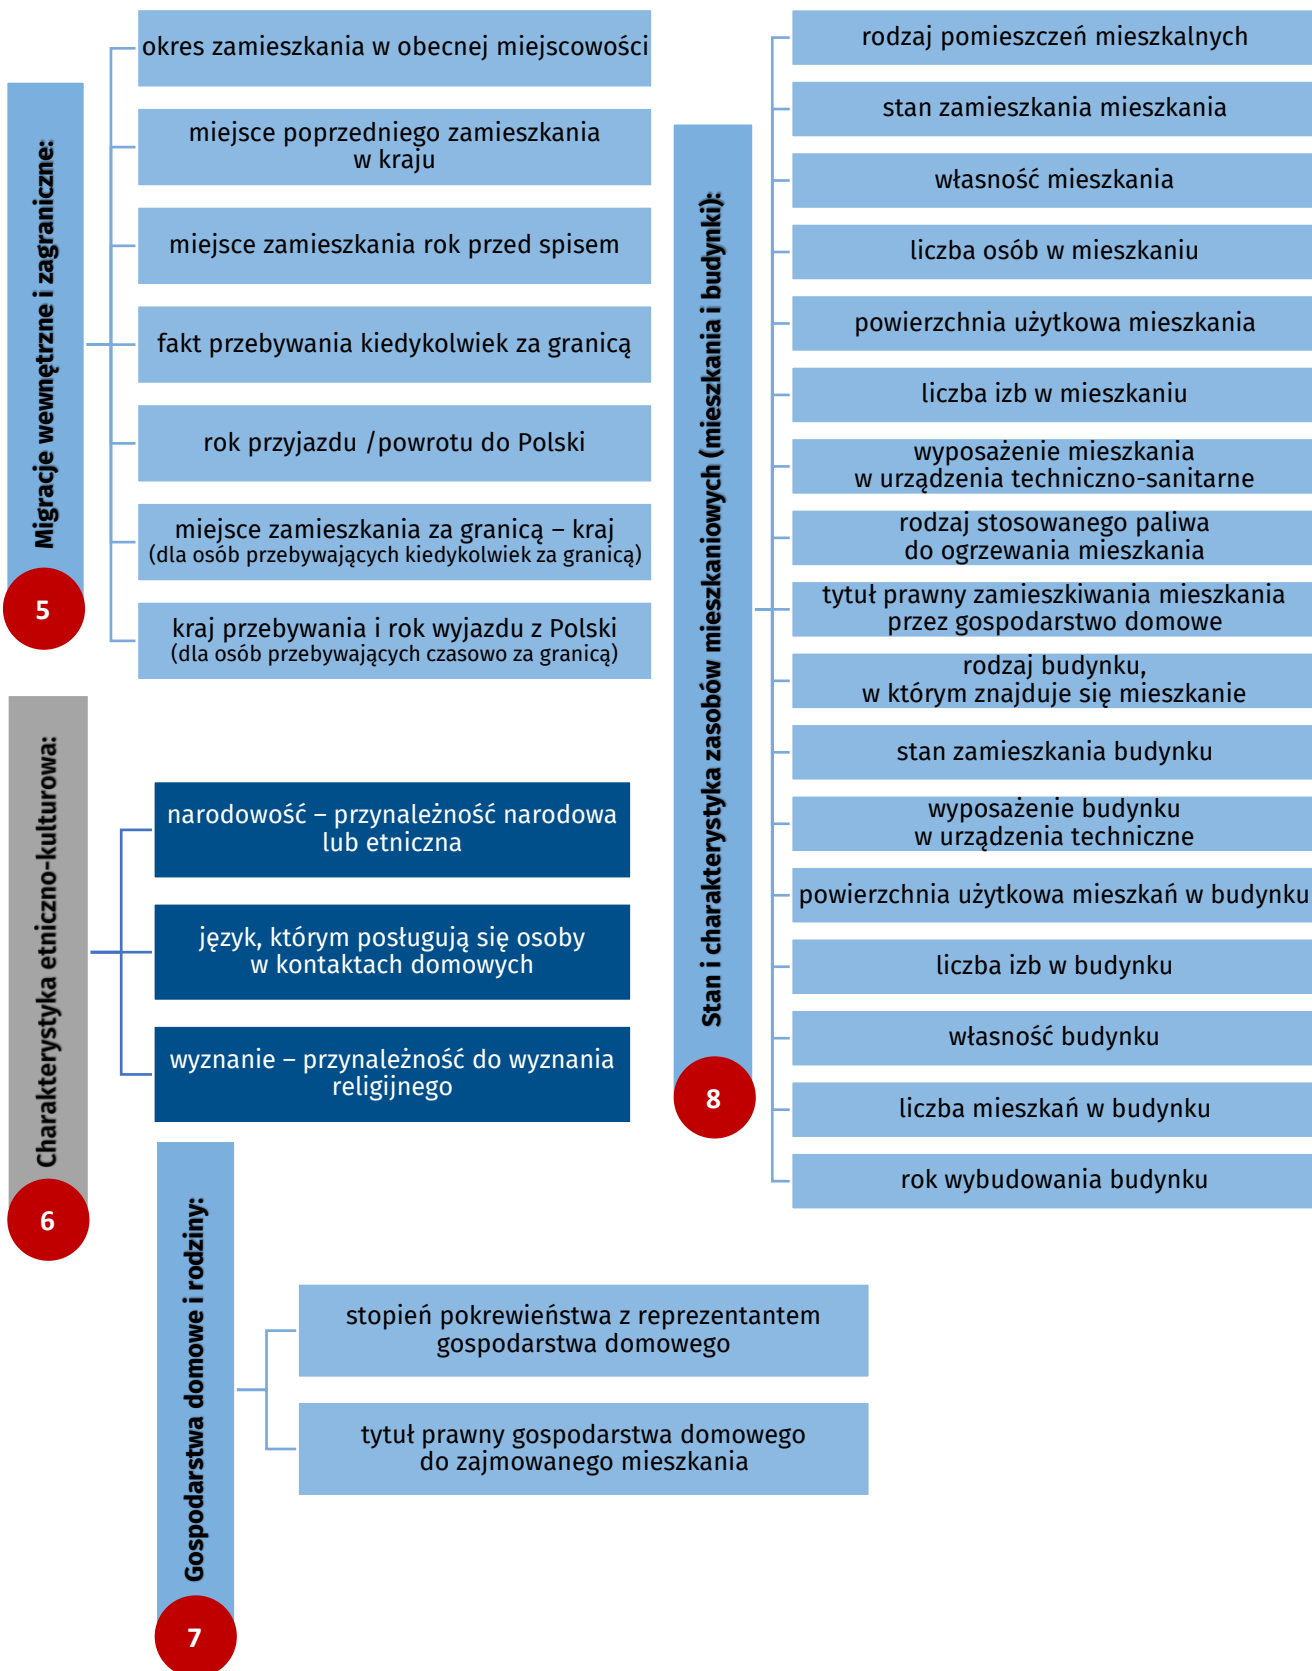 Migracje wewnętrzne i zagraniczne:
5
okres zamieszkania w obecnej miejscowości
miejsce poprzedniego zamieszkania
w kraju
miejsce zamieszkania rok przed spisem
fakt przebywania kiedykolwiek za granicą
rok przyjazdu /powrotu do Polski
miejsce zamieszkania za granicą – kraj
(dla osób przebywających kiedykolwiek za granicą)
kraj przebywania i rok wyjazdu z Polski
(dla osób przebywających czasowo za granicą)
Charakterystyka etniczno-kulturowa:
6
narodowość – przynależność narodowa
lub etniczna
język, którym posługują się osoby
w kontaktach domowych
wyznanie – przynależność do wyznania
religijnego
Gospodarstwa domowe i rodziny:
7
stopień pokrewieństwa z reprezentantem
gospodarstwa domowego
tytuł prawny gospodarstwa domowego
do zajmowanego mieszkania
Stan i charakterystyka zasobów mieszkaniowych (mieszkania i budynki):
8
rodzaj pomieszczeń mieszkalnych
stan zamieszkania mieszkania
własność mieszkania
liczba osób w mieszkaniu
powierzchnia użytkowa mieszkania
liczba izb w mieszkaniu
wyposażenie mieszkania
w urządzenia techniczno-sanitarne
rodzaj stosowanego paliwa
do ogrzewania mieszkania
tytuł prawny zamieszkiwania mieszkania
przez gospodarstwo domowe
rodzaj budynku,
w którym znajduje się mieszkanie
stan zamieszkania budynku
wyposażenie budynku
w urządzenia techniczne
powierzchnia użytkowa mieszkań w budynku
liczba izb w budynku
własność budynku
liczba mieszkań w budynku
rok wybudowania budynku